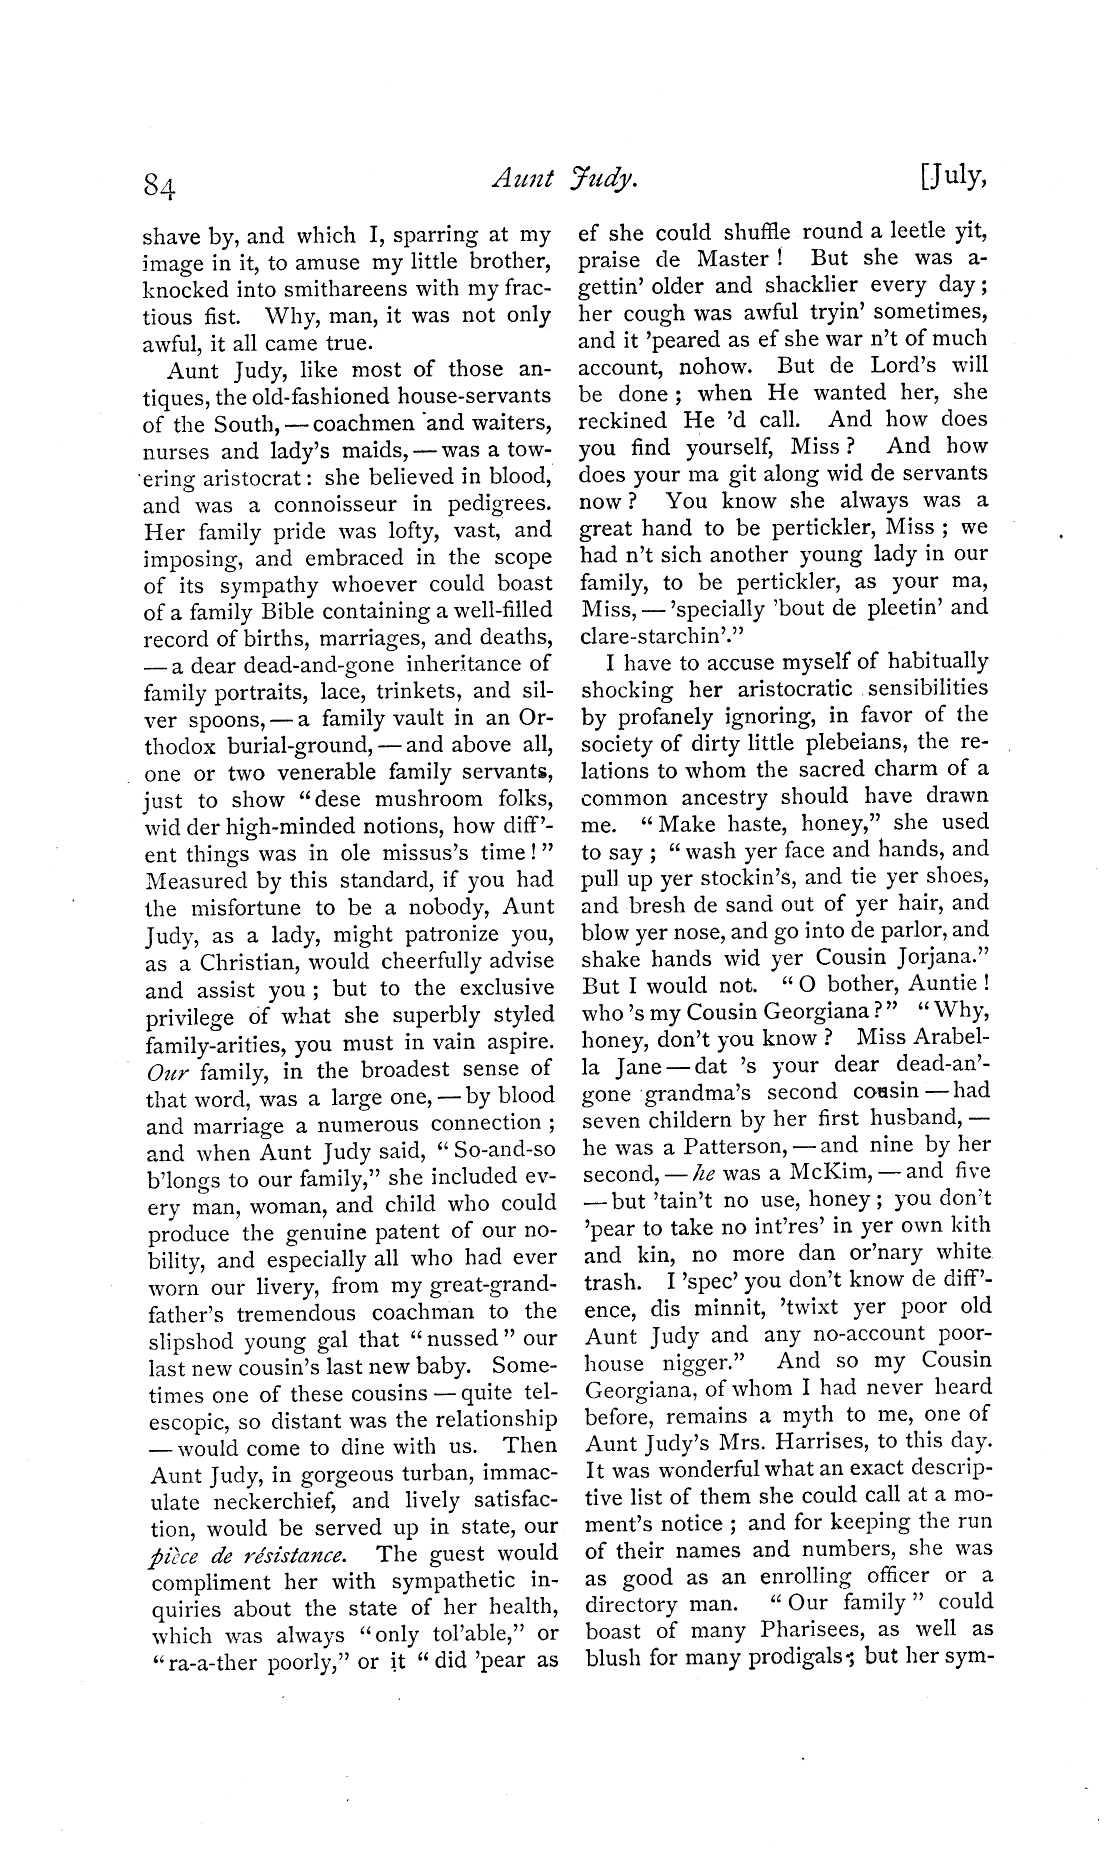 84
Aunt Judy.
[July,
shave by, and which I, sparring at my
image in it, to amuse my little brother,
knocked into smithareens with my frac-
tious fist. Why, man, it was not only
awful, it all came true.
Aunt Judy, like most of those an-
tiques, the old-fashioned house-servants
of the South, — coachmen and waiters,
nurses and lady's maids, — was a tow-
ering aristocrat: she believed in blood,
and was a connoisseur in pedigrees.
Her family pride was lofty, vast, and
imposing, and embraced in the scope
of its sympathy whoever could boast
of a family Bible containing a well-filled
record of births, marriages, and deaths,
— a dear dead-and-gone inheritance of
family portraits, lace, trinkets, and sil-
ver spoons, — a family vault in an Or-
thodox burial-ground, — and above all,
one or two venerable family servants,
just to show "dese mushroom folks,
wid der high-minded notions, how diff'-
ent things was in ole missus's time!"
Measured by this standard, if you had
the misfortune to be a nobody, Aunt
Judy, as a lady, might patronize you,
as a Christian, would cheerfully advise
and assist you; but to the exclusive
privilege of what she superbly styled
family-arities, you must in vain aspire.
Our family, in the broadest sense of
that word, was a large one, — by blood
and marriage a numerous connection;
and when Aunt Judy said, "So-and-so
b'longs to our family," she included ev-
ery man, woman, and child who could
produce the genuine patent of our no-
bility, and especially all who had ever
worn our livery, from my great-grand-
father's tremendous coachman to the
slipshod young gal that "nussed" our
last new cousin's last new baby. Some-
times one of these cousins — quite tel-
escopic, so distant was the relationship
— would come to dine with us. Then
Aunt Judy, in gorgeous turban, immac-
ulate neckerchief, and lively satisfac-
tion, would be served up in state, our
pièce de résistance. The guest would
compliment her with sympathetic in-
quiries about the state of her health,
which was always "only tol'able," or
"ra-a-ther poorly," or it "did 'pear as
ef she could shuffle round a leetle yit,
praise de Master! But she was a-
gettin' older and shacklier every day;
her cough was awful tryin' sometimes,
and it 'peared as ef she war n't of much
account, nohow. But de Lord's will
be done; when He wanted her, she
reckined He 'd call. And how does
you find yourself, Miss? And how
does your ma git along wid de servants
now? You know she always was a
great hand to be pertickler, Miss; we
had n't sich another young lady in our
family, to be pertickler, as your ma,
Miss, — 'specially 'bout de pleetin' and
clare-starchin'."
I have to accuse myself of habitually
shocking her aristocratic sensibilities
by profanely ignoring, in favor of the
society of dirty little plebeians, the re-
lations to whom the sacred charm of a
common ancestry should have drawn
me. "Make haste, honey," she used
to say; "wash yer face and hands, and
pull up yer stockin's, and tie yer shoes,
and bresh de sand out of yer hair, and
blow yer nose, and go into de parlor, and
shake hands wid yer Cousin Jorjana."
But I would not. "O bother, Auntie!
who 's my Cousin Georgiana?" "Why,
honey, don't you know? Miss Arabel-
la Jane — dat 's your dear dead-an'-
gone grandma's second cousin — had
seven childern by her first husband, —
he was a Patterson, — and nine by her
second, — he was a McKim, — and five
— but 'tain't no use, honey; you don't
'pear to take no int'res' in yer own kith
and kin, no more dan or'nary white
trash. I 'spec' you don't know de diff'-
ence, dis minnit, 'twixt yer poor old
Aunt Judy and any no-account poor-
house nigger." And so my Cousin
Georgiana, of whom I had never heard
before, remains a myth to me, one of
Aunt Judy's Mrs. Harrises, to this day.
It was wonderful what an exact descrip-
tive list of them she could call at a mo-
ment's notice; and for keeping the run
of their names and numbers, she was
as good as an enrolling officer or a
directory man. "Our family" could
boast of many Pharisees, as well as
blush for many prodigals; but her sym-